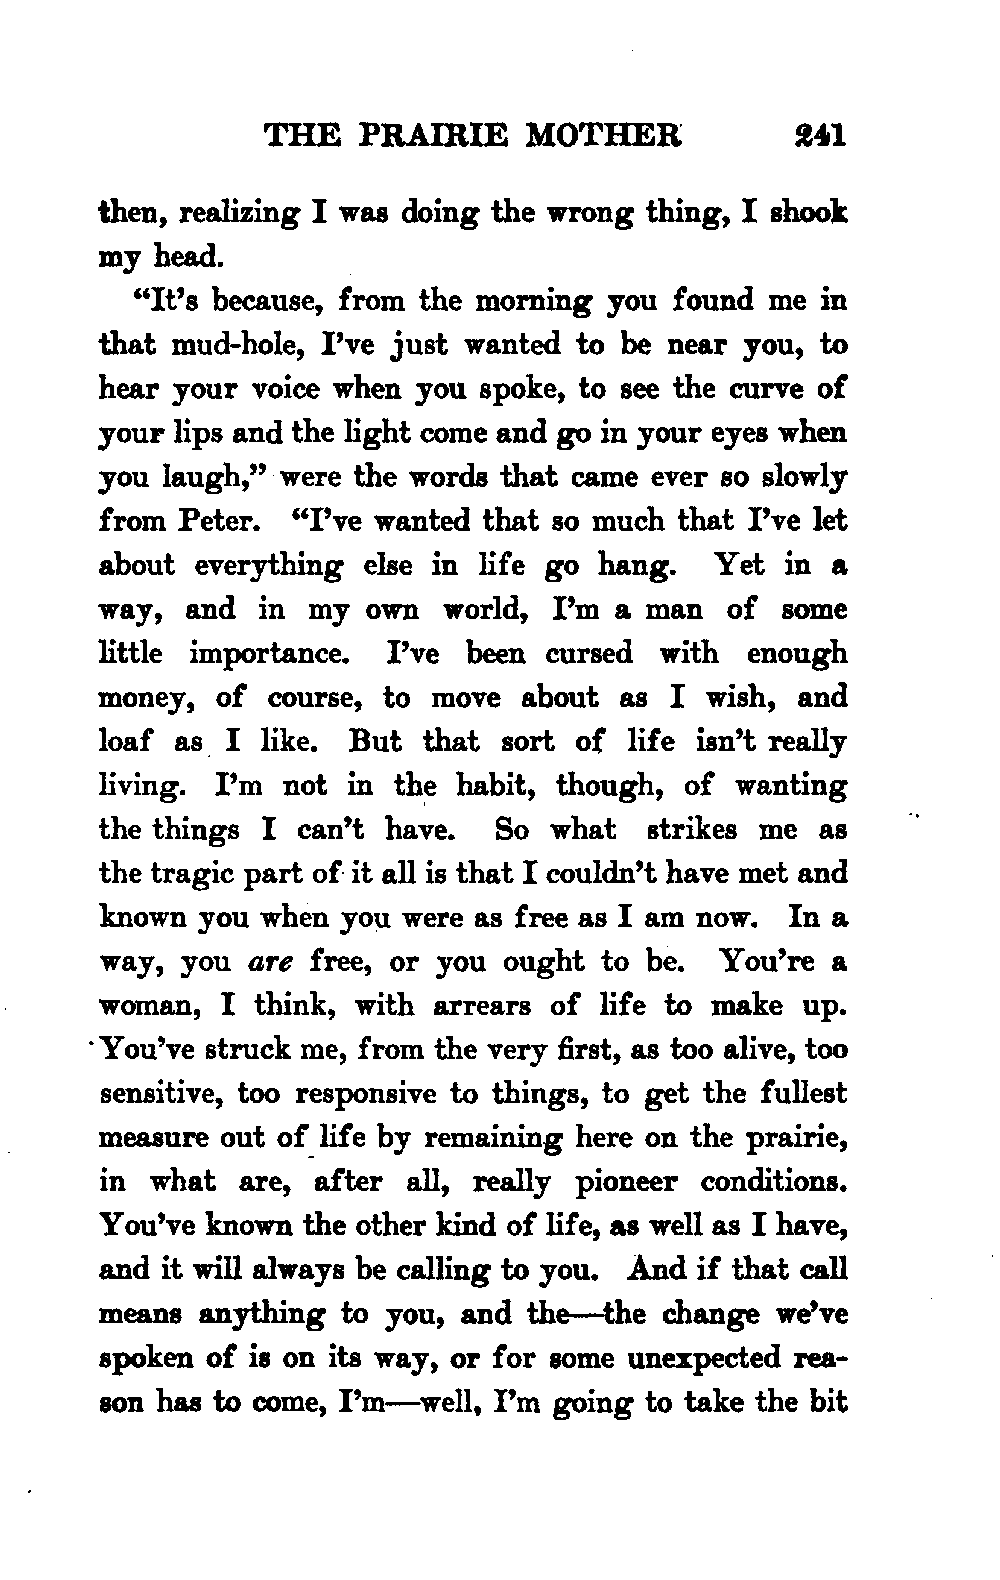 THE PRAIRIE MOTHER 241
then, realizing I was doing the wrong thing, I shook
my head.
“It’s because, from the morning you found me in
that mud-hole, I’ve just wanted to be near you, to
hear your voice when you spoke, to see the curve of
your lips and the light come and go in your eyes when
you laugh,” were the words that came ever so slowly
from Peter. “I’ve wanted that so much that I’ve let
about everything else in life go hang. Yet in a
way, and in my own world, I’m a man of some
little importance. I’ve been cursed with enough
money, of course, to move about as I wish, and
loaf as I like. But that sort of life isn’t really
living. I’m not in the habit, though, of wanting
the things I can’t have. So what strikes me as
the tragic part of it all is that I couldn’t have met and
known you when you were as free as I am now. In a
way, you are free, or you ought to be. You’re a
woman, I think, with arrears of life to make up.
You’ve struck me, from the very first, as too alive, too
sensitive, too responsive to things, to get the fullest
measure out of life by remaining here on the prairie,
in what are, after all, really pioneer conditions.
You’ve known the other kind of life, as well as I have,
and it will always be calling to you. And if that call
means anything to you, and the—the change we’ve
spoken of is on its way, or for some unexpected rea-
son has to come, I’m—well, I’m going to take the bit